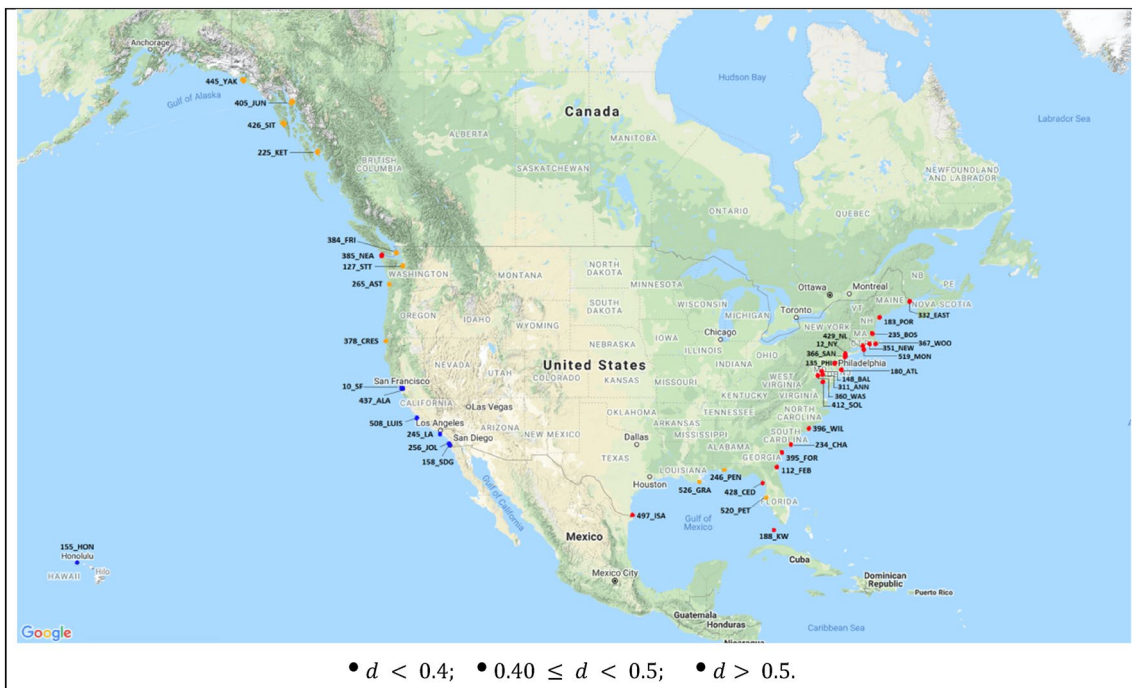 Anchorage
445_YAK
Gulf of Alaska
405_JUN
426_SIT
225_KET
Canada
Hudson Bay
Labrador Sea
ALBERTA
MANITOBA
BRITISH
COLUMBIA
SASKATCHEWAN
NEWFOUNDLAND
AND LABRADOR
ONTARIO
QUEBEC
384_FRI
385_NEA
127_STT
WASHINGTON
265_AST
MONTANA
NORTH
DAKOTA
MINNESOTA
SOUTH
DAKOTA
WISCONSIN
MICHIGAN
Ottawa
Montreal
Toronto
NB
PE
MAINE
NOVA SCOTIA
332_EAST
VT
NH
183_POR
OREGON
IDAHO
WYOMING
378_CRES
NEW YORK
429_NL
12_NY
366_SAN
135_PHI
235_BOS
367_WOO
351_NEW
519_MON
Philadelphia
180_ATL
148_BAL
311_ANN
360_WAS
412_SOL
Chicago
IOWA
NEBRASKA
ILLINOIS
INDIANA
OHIO
United States
NEVADA
UTAH
COLORADO
KANSAS
MISSOURI
WEST
VIRGINIA
KENTUCKY
VIRGINIA
10_SF
San Francisco
437_ALA
CALIFORNIA
Las Vegas
508_LUIS
Los Angeles
245_LA
San Diego
256_JOL
158_SDG
ARIZONA
NEW MEXICO
OKLAHOMA
ARKANSAS
TENNESSEE
NORTH
CAROLINA
396_WIL
SOUTH
CAROLINA
234_CHA
MISSISSIPPI
ALABAMA
GEORGIA
395_FOR
112_FEB
Dallas
TEXAS
LOUISIANA
Houston
246_PEN
526_GRA
428_CED
520_PET
FLORIDA
497_ISA
Gulf of
Mexico
188_KW
Gulf of California
Mexico
Mexico City
Cuba
Dominican
Republic
Puerto Rico
Guatemala
Honduras
Nicaragua
Caribbean Sea
155_HON
Honolulu
HAWAII
Hilo
Google
• d < 0.4; • 0.40 ≤ d < 0.5; • d > 0.5.